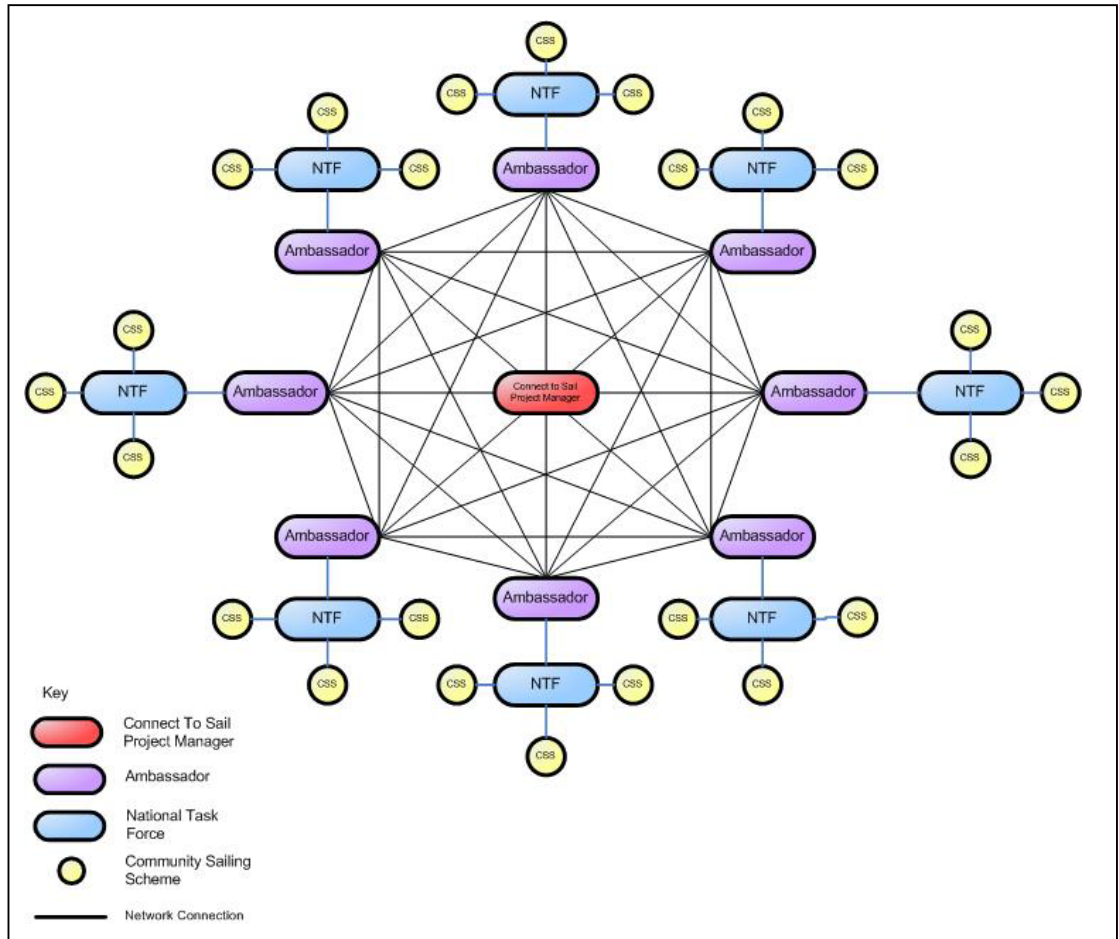 CSS
CSS
NTF
CSS
CSS
CSS
CSS
NTF
CSS
Ambassador
CSS
NTF
CSS
Ambassador
Ambassador
CSS
CSS
CSS
NTF
Ambassador
Connect to Sail
Project Manager
Ambassador
NTF
CSS
CSS
CSS
Ambassador
Ambassador
Ambassador
CSS
NTF
CSS
CSS
NTF
CSS
CSS
CSS
NTF
CSS
CSS
CSS
Key
Connect To Sail
Project Manager
Ambassador
National Task
Force
Community Sailing
Scheme
Network Connection